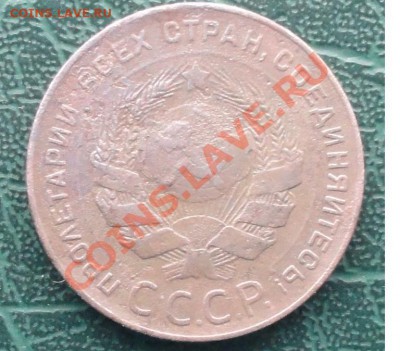 COINS.LAVE.RU
ПРОЛЕТАРИИ ВСЕХ СТРАН, СОЕДИНЯЙТЕСЬ!
COINS.LAVE.RU
С.С.С.Р.